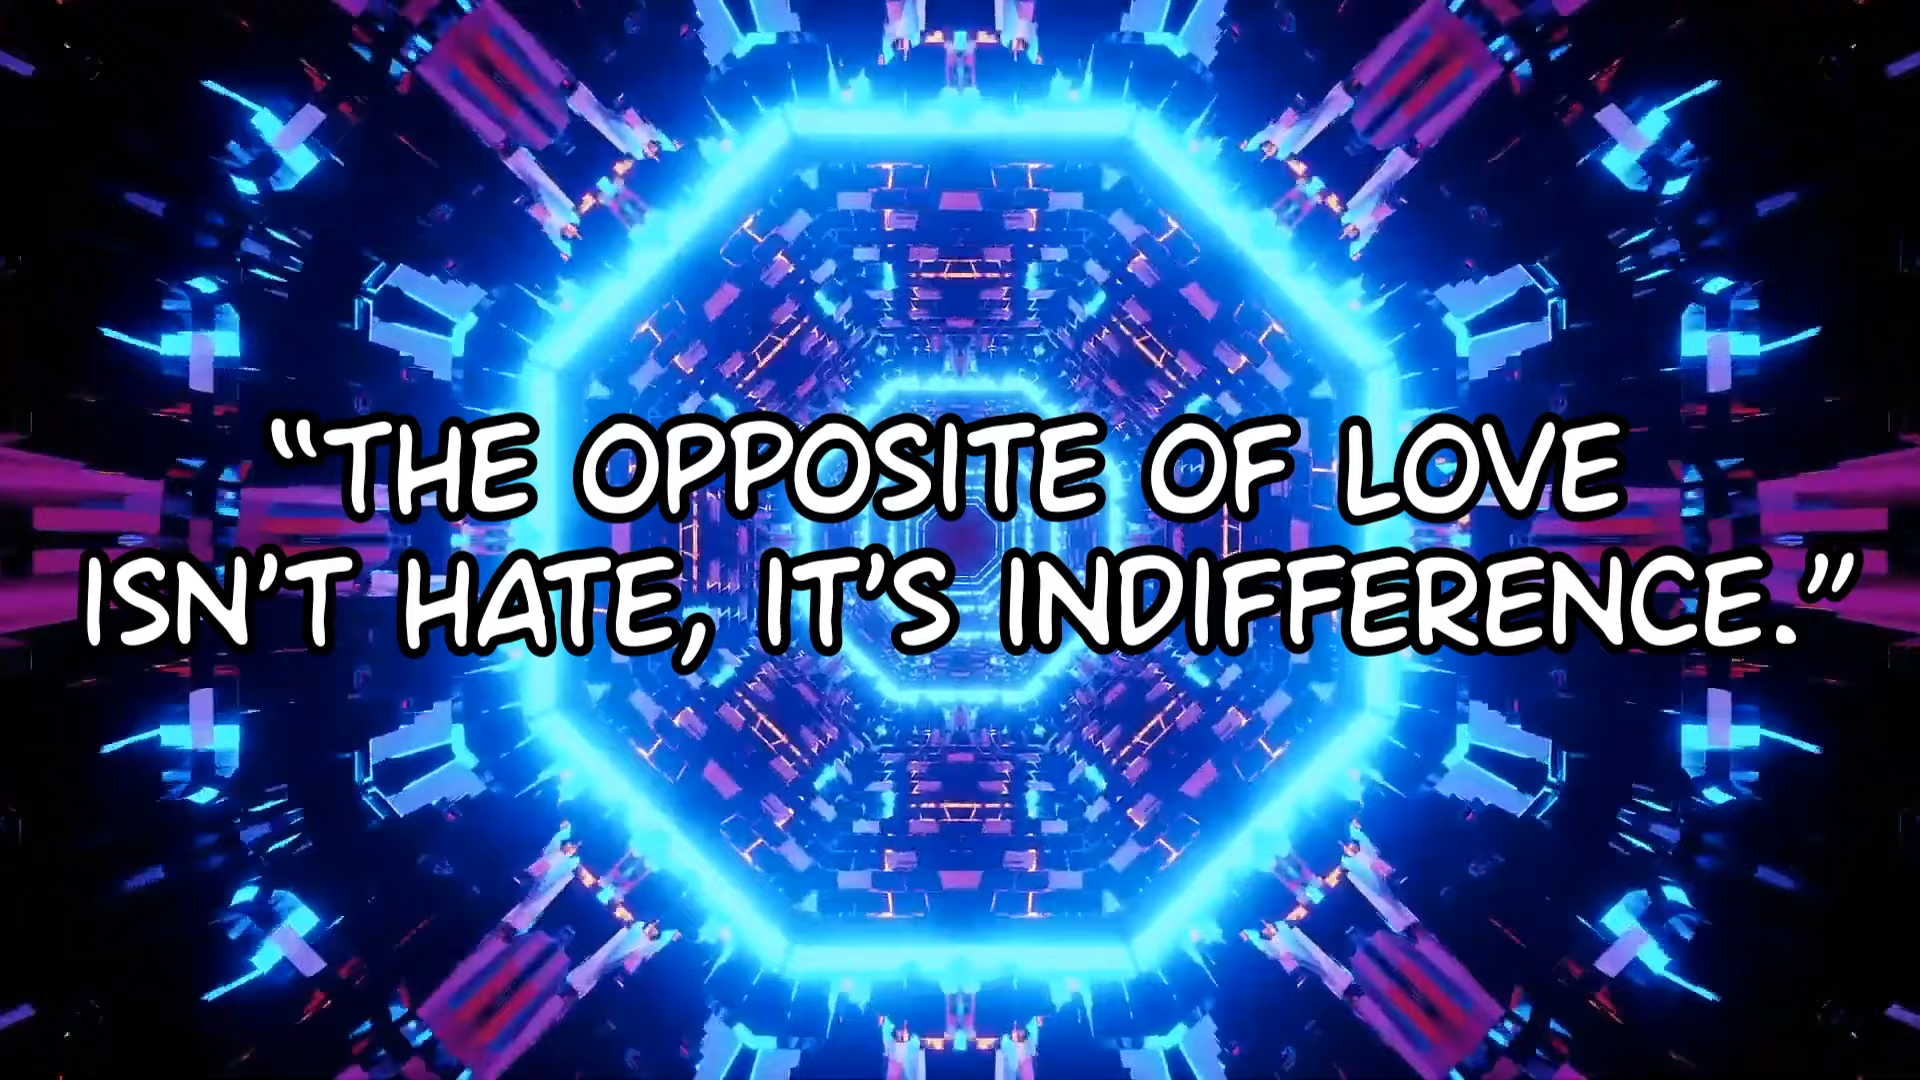 “THE OPPOSITE OF LOVE
ISN’T HATE, IT’S INDIFFERENCE.”